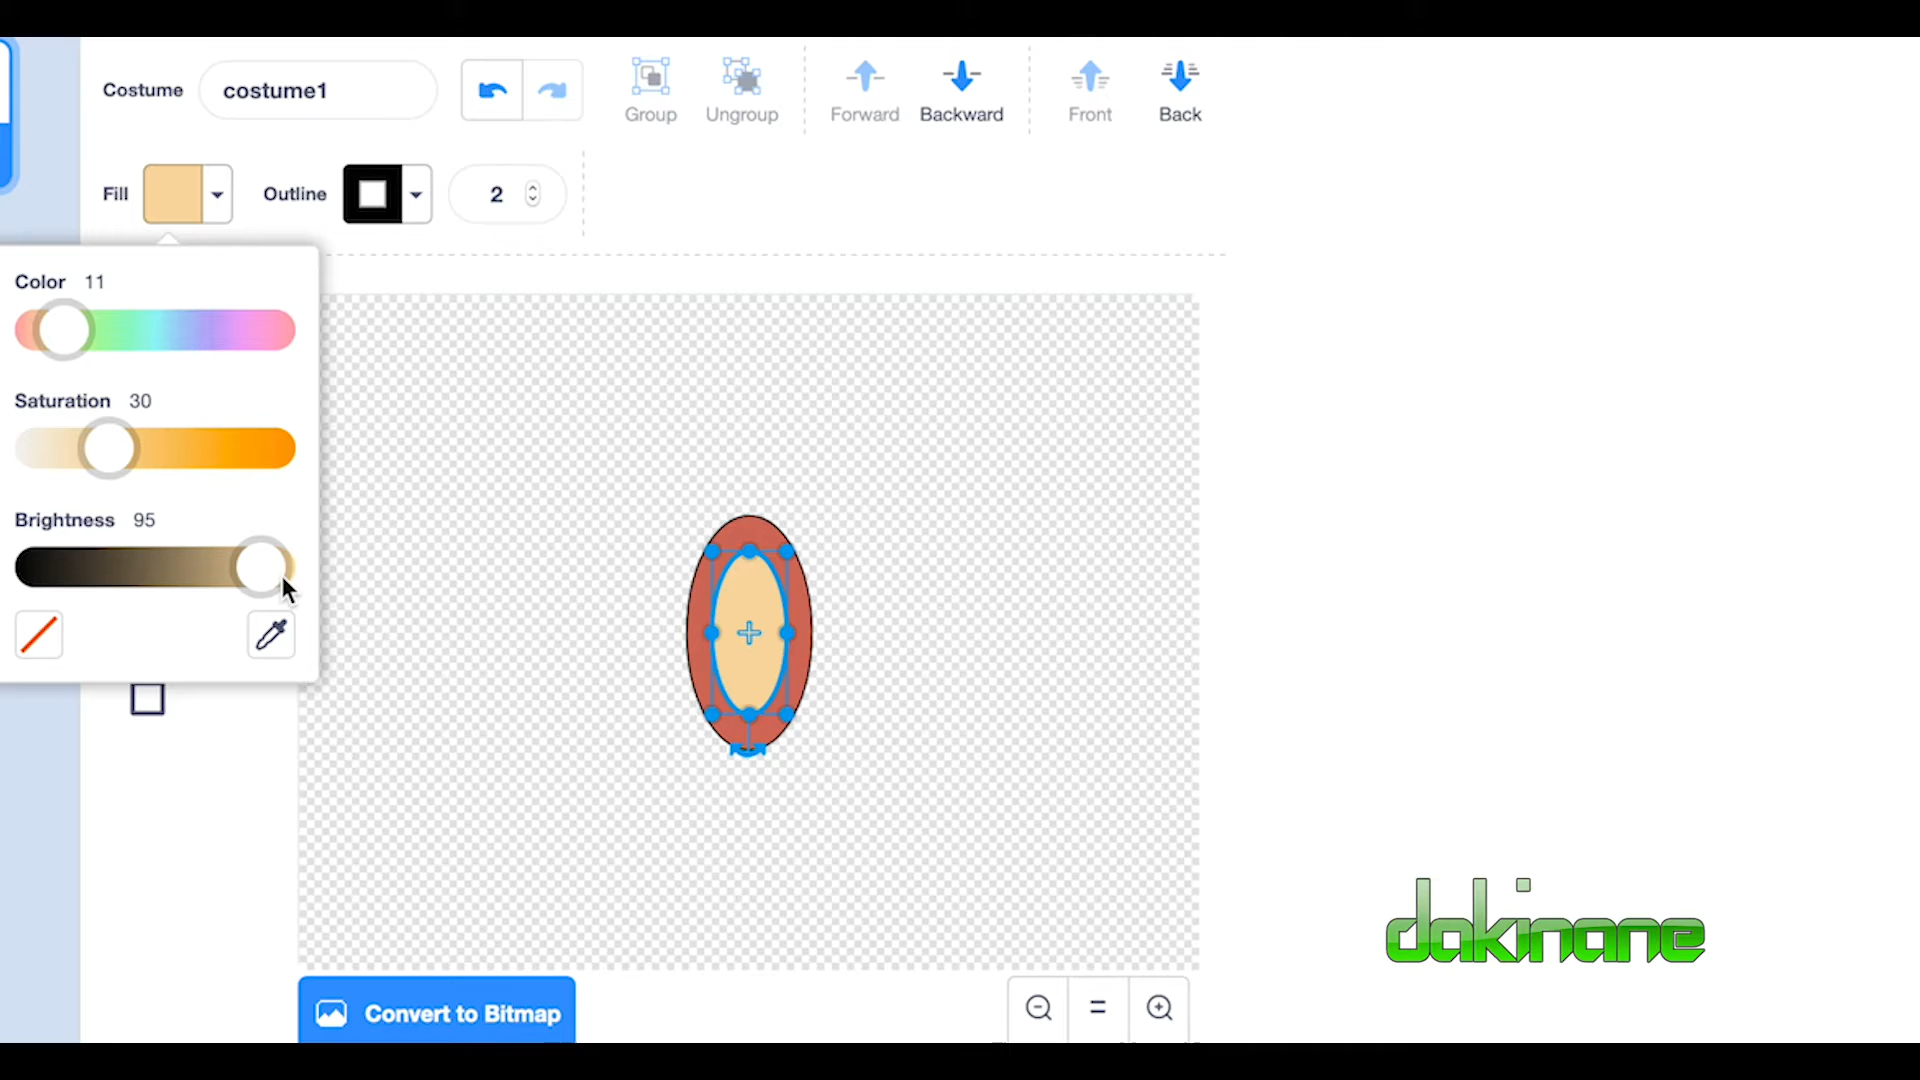 Costume costume1
Group Ungroup Forward Backward Front Back
Fill Outline 2
Color 11
Saturation 30
Brightness 95
Convert to Bitmap
dakinane